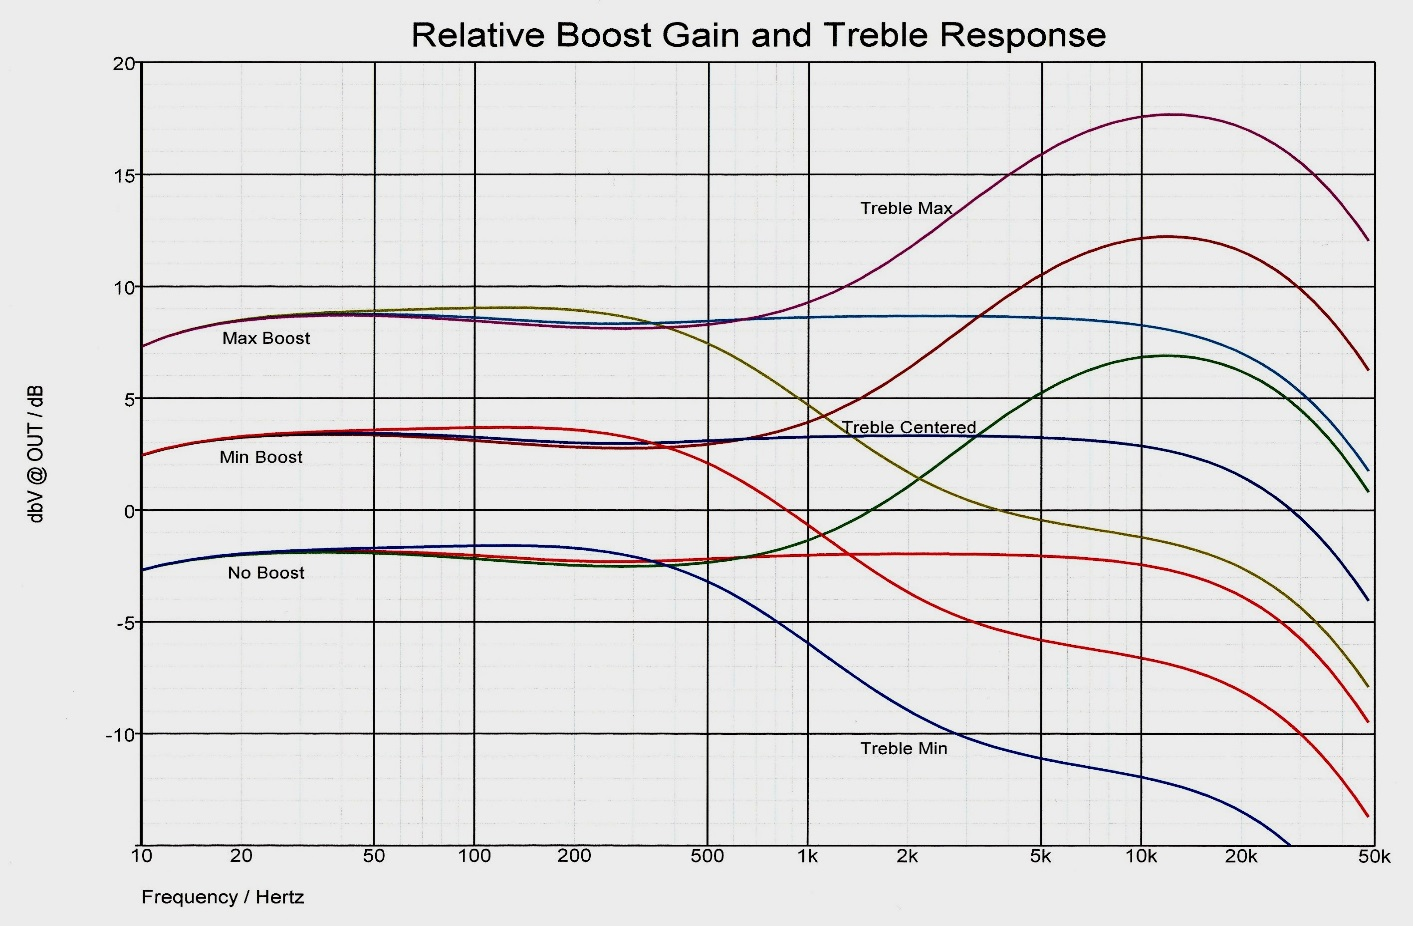 Relative Boost Gain and Treble Response
20
15
10
5
0
-5
-10
dbV @ OUT / dB
Treble Max
Max Boost
Treble Centered
Min Boost
No Boost
Treble Min
10 20 50 100 200 500 1k 2k 5k 10k 20k 50k
Frequency / Hertz